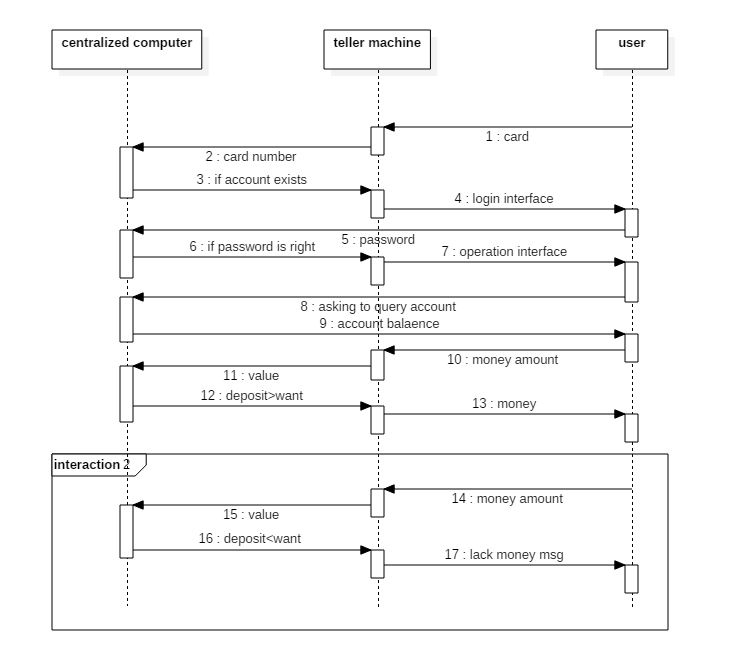 centralized computer
teller machine
user
1 : card
2 : card number
3 : if account exists
4 : login interface
5 : password
6 : if password is right
7 : operation interface
8 : asking to query account
9 : account balaence
10 : money amount
11 : value
12 : deposit>want
13 : money
interaction 2
14 : money amount
15 : value
16 : deposit<want
17 : lack money msg